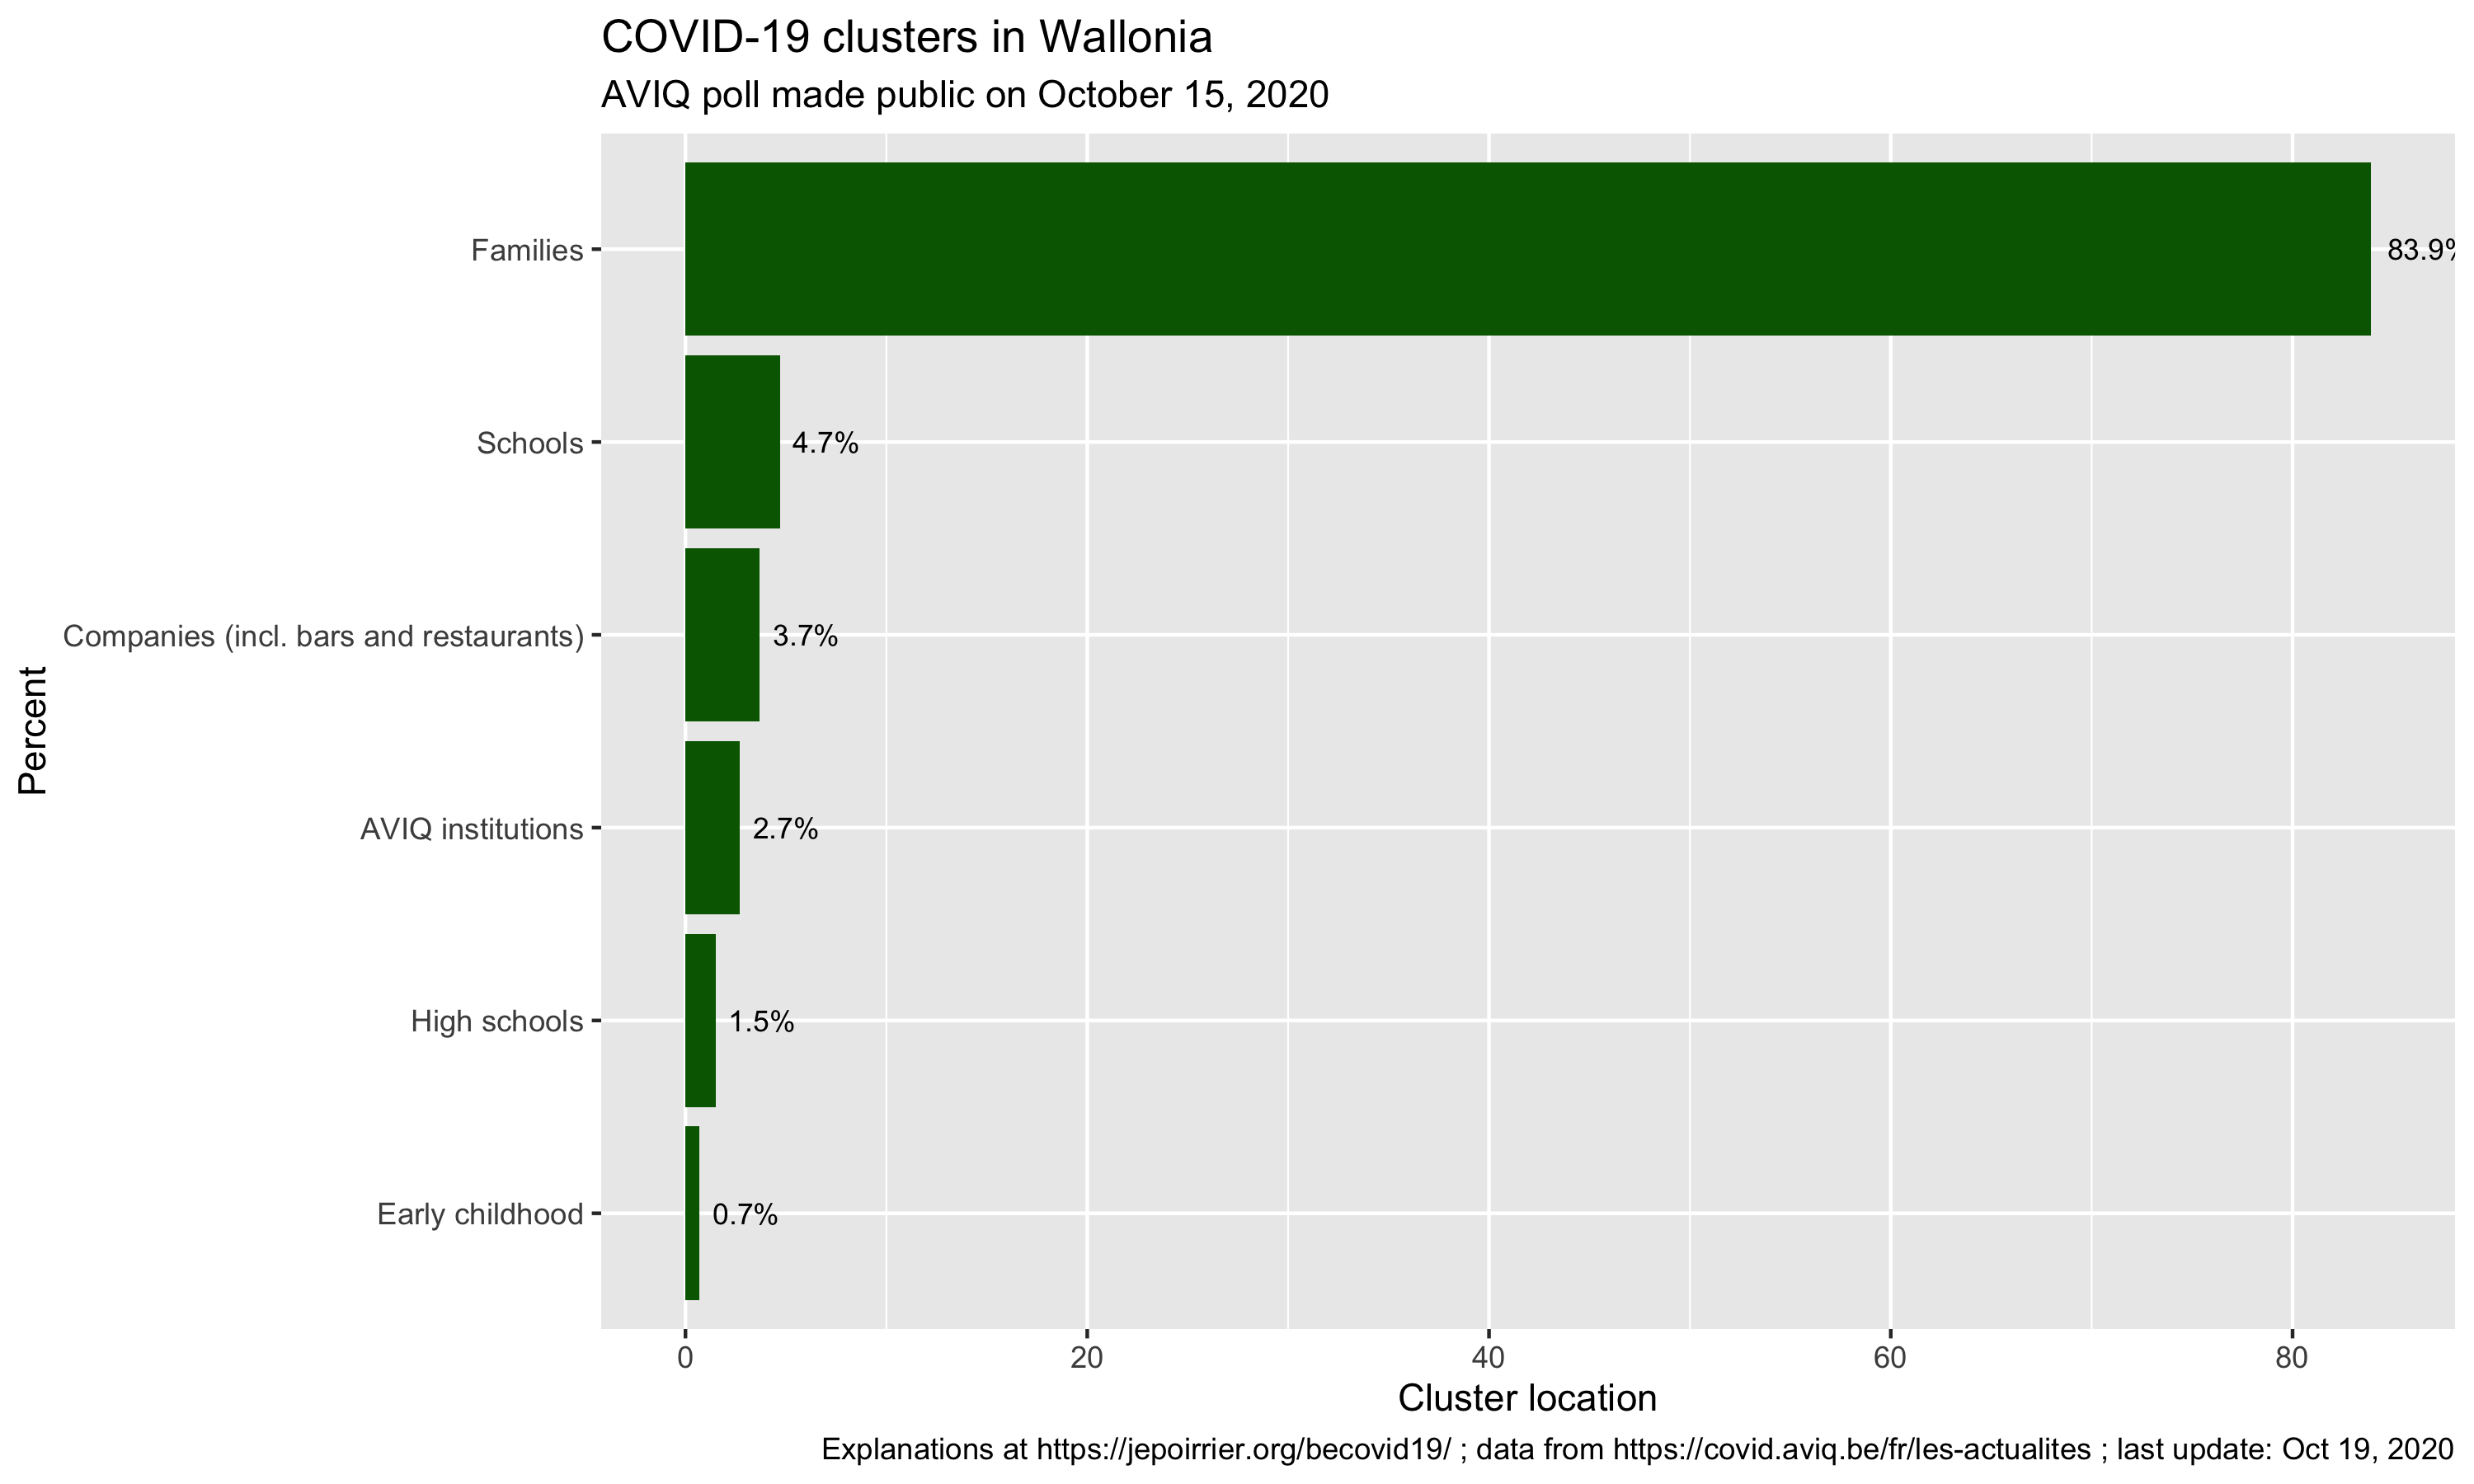 COVID-19 clusters in Wallonia
AVIQ poll made public on October 15, 2020
Families
83.9%
Schools
4.7%
Companies (incl. bars and restaurants)
3.7%
AVIQ institutions
2.7%
High schools
1.5%
Early childhood
0.7%
Percent
0 20 40 60 80
Cluster location
Explanations at https://jepoirrier.org/becovid19/ ; data from https://covid.aviq.be/fr/les-actualites ; last update: Oct 19, 2020